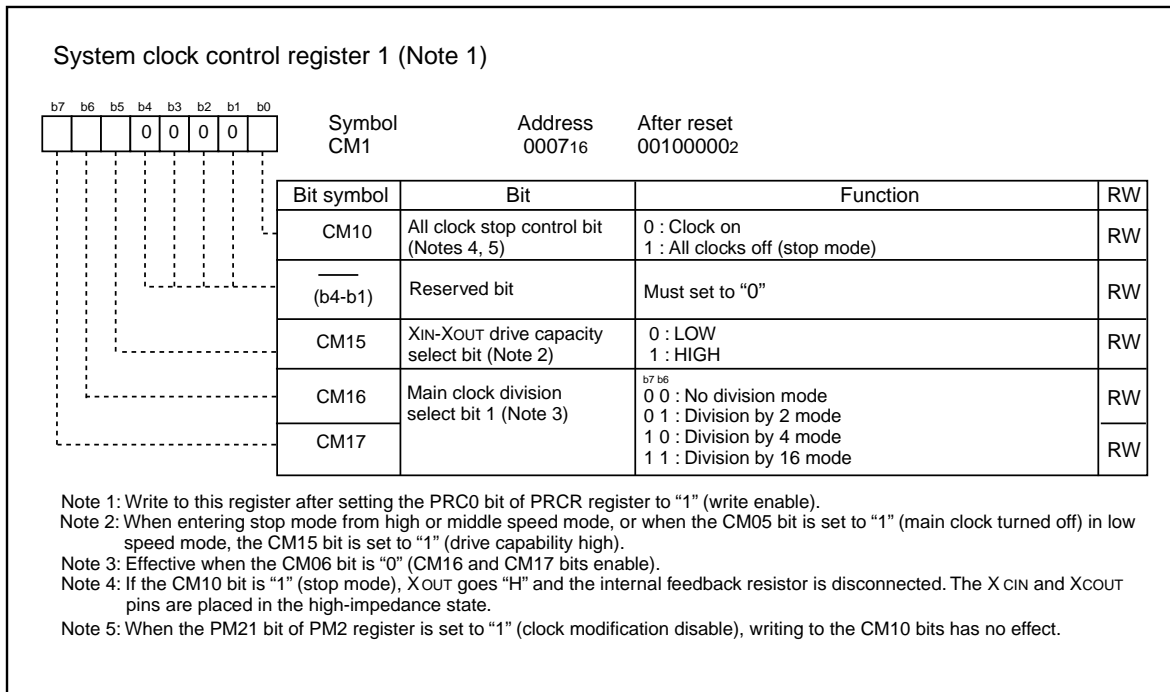 System clock control register 1 (Note 1)
b7 b6 b5 b4 b3 b2 b1 b0
0 0 0 0
Symbol Address After reset
CM1 000716 001000002
Bit symbol Bit Function RW
CM10 All clock stop control bit (Notes 4, 5) 0 : Clock on RW
1 : All clocks off (stop mode)
(b4-b1) Reserved bit Must set to “0” RW
CM15 XIN-XOUT drive capacity select bit (Note 2) 0 : LOW RW
1 : HIGH
CM16 Main clock division select bit 1 (Note 3) b7 b6 RW
0 0 : No division mode
0 1 : Division by 2 mode
CM17 1 0 : Division by 4 mode RW
1 1 : Division by 16 mode
Note 1: Write to this register after setting the PRC0 bit of PRCR register to “1” (write enable).
Note 2: When entering stop mode from high or middle speed mode, or when the CM05 bit is set to “1” (main clock turned off) in low
speed mode, the CM15 bit is set to “1” (drive capability high).
Note 3: Effective when the CM06 bit is “0” (CM16 and CM17 bits enable).
Note 4: If the CM10 bit is “1” (stop mode), XOUT goes “H” and the internal feedback resistor is disconnected. The XCIN and XCOUT
pins are placed in the high-impedance state.
Note 5: When the PM21 bit of PM2 register is set to “1” (clock modification disable), writing to the CM10 bits has no effect.